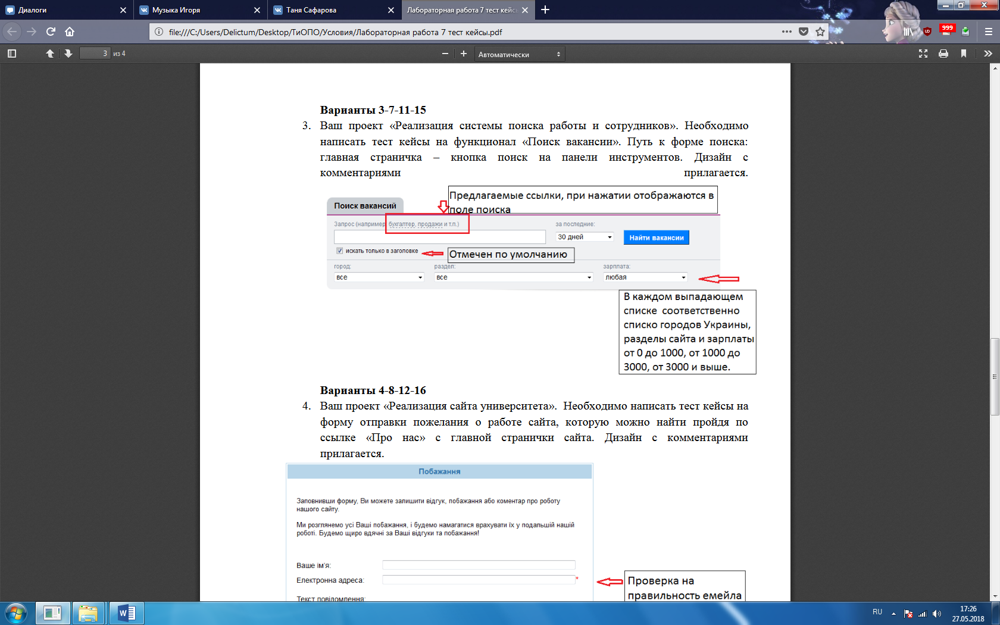 Диалоги
Музыка Игоря
Таня Сафарова
Лабораторная работа 7 тест кейсы
file:///C:/Users/Delictum/Desktop/ТиОПО/Условия/Лабораторная работа 7 тест кейсы.pdf
999
3 из 4
Автоматически
Варианты 3-7-11-15
3. Ваш проект «Реализация системы поиска работы и сотрудников». Необходимо
написать тест кейсы на функционал «Поиск вакансии». Путь к форме поиска:
главная страничка – кнопка поиск на панели инструментов. Дизайн с
комментариями прилагается.
Предлагаемые ссылки, при нажатии отображаются в
поле поиска
Поиск вакансий
Запрос (например бухгалтер, продажи и т.п.)
за последние:
30 дней
Найти вакансии
искать только в заголовке
Отмечен по умолчанию
город:
раздел:
зарплата:
все
все
любая
В каждом выпадающем
списке соответственно
списко городов Украины,
разделы сайта и зарплаты
от 0 до 1000, от 1000 до
3000, от 3000 и выше.
Варианты 4-8-12-16
4. Ваш проект «Реализация сайта университета». Необходимо написать тест кейсы на
форму отправки пожелания о работе сайта, которую можно найти пройдя по
ссылке «Про нас» с главной странички сайта. Дизайн с комментариями
прилагается.
Побажання
Заповнивши форму, Ви можете залишити відгук, побажання або коментар про роботу
нашого сайту.
Ми розглянемо усі Ваші побажання, і будемо намагатися врахувати їх у подальшій нашій
роботі. Будемо щиро вдячні за Ваші відгуки та побажання!
Ваше ім'я:
Електронна адреса:
*
Текст повідомлення:
Проверка на
правильность емейла
RU
17:26
27.05.2018